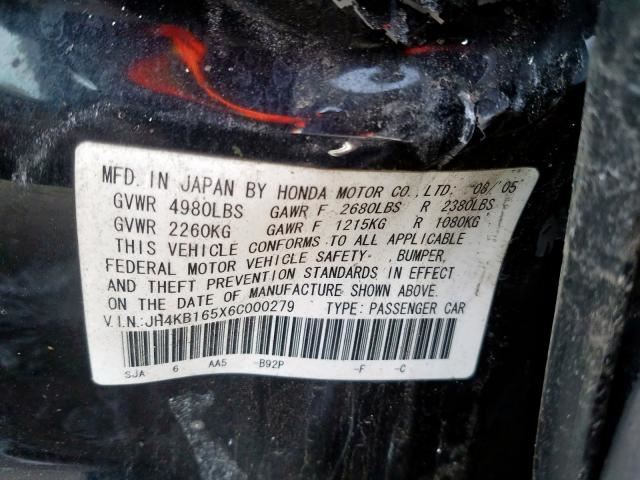 MFD. IN JAPAN BY HONDA MOTOR CO., LTD. 08/05
GVWR 4980LBS GAWR F 2680LBS R 2380LBS
GVWR 2260KG GAWR F 1215KG R 1080KG
THIS VEHICLE CONFORMS TO ALL APPLICABLE
FEDERAL MOTOR VEHICLE SAFETY , BUMPER,
AND THEFT PREVENTION STANDARDS IN EFFECT
ON THE DATE OF MANUFACTURE SHOWN ABOVE.
V.I.N.:JH4KB165X6C000279 TYPE: PASSENGER CAR
SJA 6 AA5 -B92P -F -C